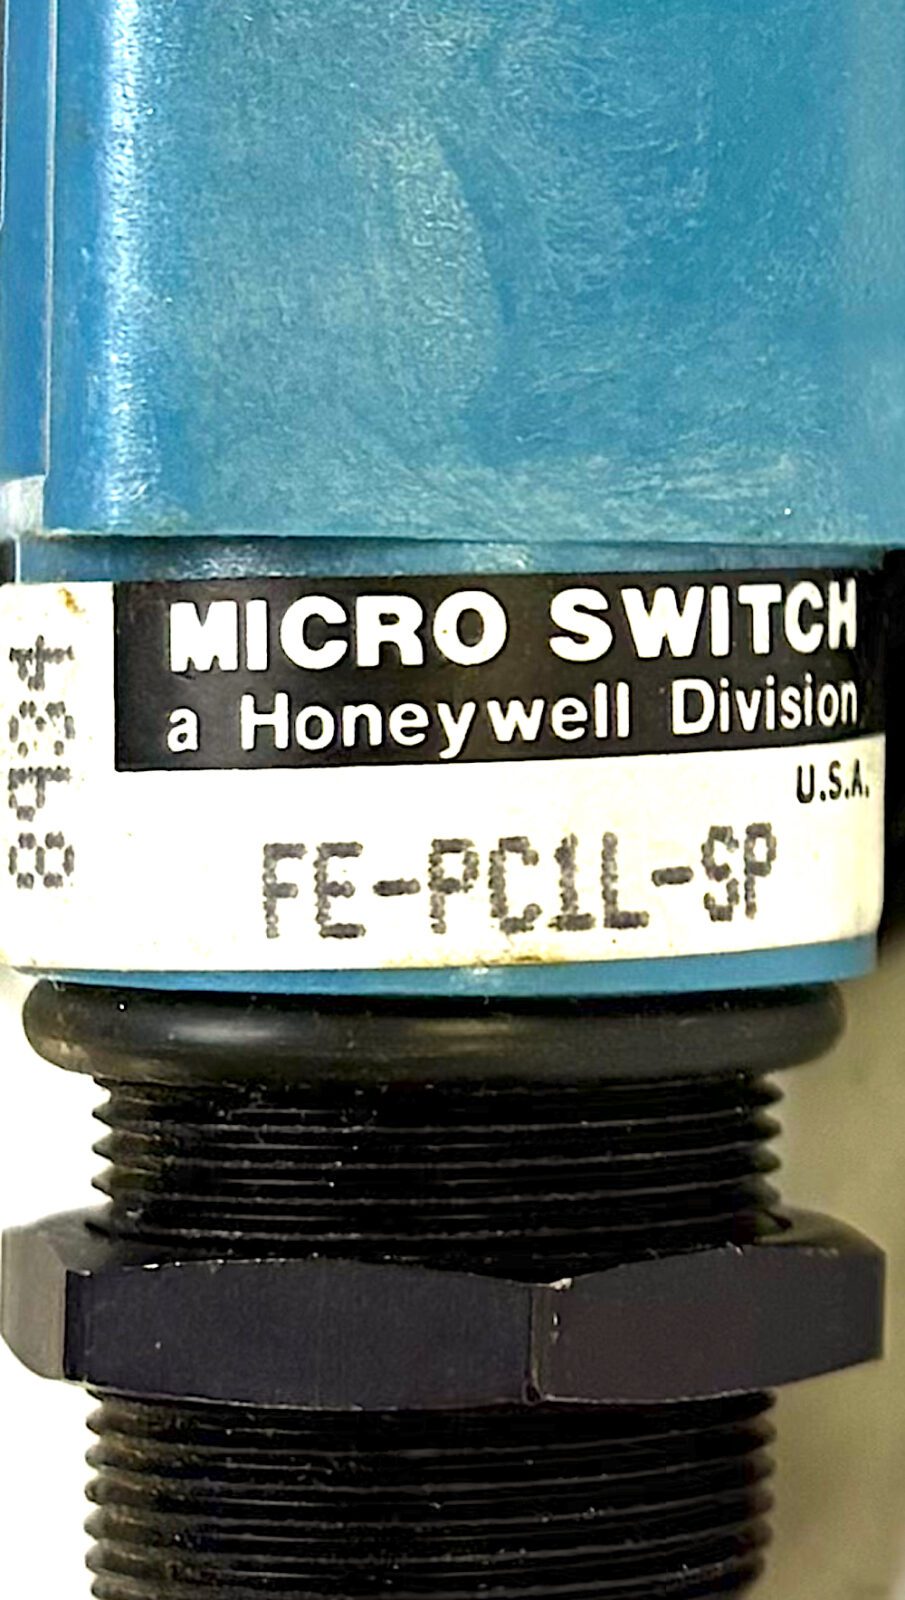 MICRO SWITCH
a Honeywell Division
U.S.A.
FE-PC1L-SP